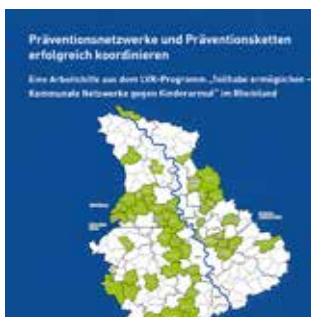 Präventionsnetzwerke und Präventionsketten
erfolgreich koordinieren
Eine Arbeitshilfe aus dem LVR-Programm „Teilhabe ermöglichen –
Kommunale Netzwerke gegen Kinderarmut“ im Rheinland